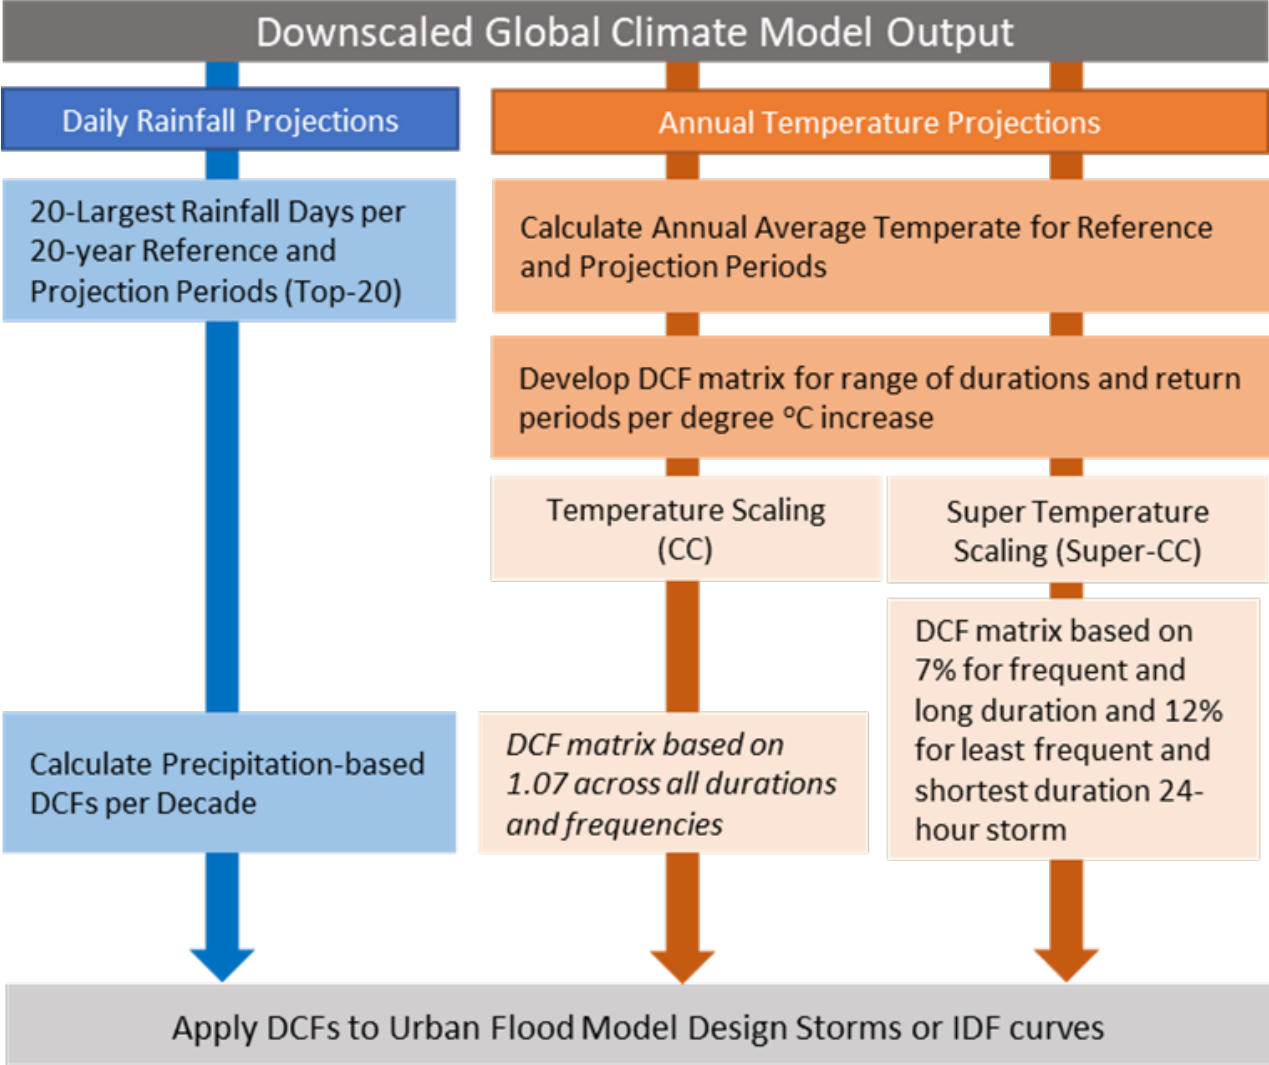 Downscaled Global Climate Model Output
Daily Rainfall Projections
20-Largest Rainfall Days per
20-year Reference and
Projection Periods (Top-20)
Calculate Precipitation-based
DCFs per Decade
Annual Temperature Projections
Calculate Annual Average Temperate for Reference
and Projection Periods
Develop DCF matrix for range of durations and return
periods per degree °C increase
Temperature Scaling
(CC)
DCF matrix based on
1.07 across all durations
and frequencies
Super Temperature
Scaling (Super-CC)
DCF matrix based on
7% for frequent and
long duration and 12%
for least frequent and
shortest duration 24-
hour storm
Apply DCFs to Urban Flood Model Design Storms or IDF curves